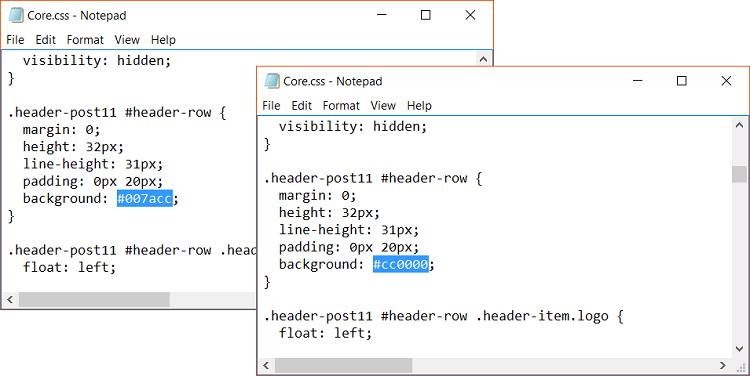 Core.css - Notepad
File Edit Format View Help
visibility: hidden;
}
.header-post11 #header-row {
margin: 0;
height: 32px;
line-height: 31px;
padding: 0px 20px;
background: #007acc;
}
.header-post11 #header-row .head
float: left;
Core.css - Notepad
File Edit Format View Help
visibility: hidden;
}
.header-post11 #header-row {
margin: 0;
height: 32px;
line-height: 31px;
padding: 0px 20px;
background: #cc0000;
}
.header-post11 #header-row .header-item.logo {
float: left;